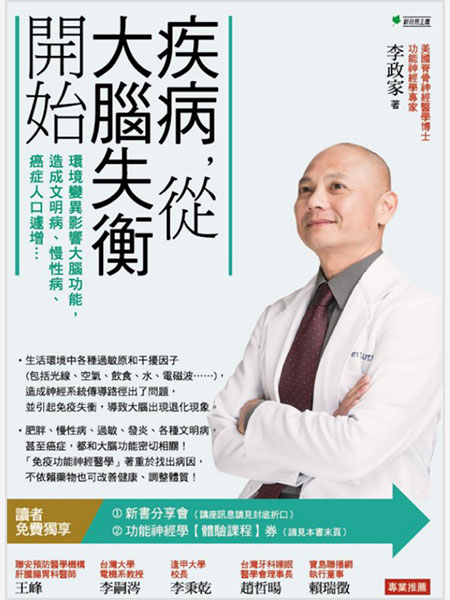 新自然主義
疾病，從
大腦失衡
開始
美國脊骨神經醫學博士
功能神經學專家
李政家 著
環境變異影響大腦功能，
造成文明病、慢性病、
癌症人口遽增…
・生活環境中各種過敏原和干擾因子
(包括光線、空氣、飲食、水、電磁波……)，
造成神經系統傳導路徑出了問題，
並引起免疫失衡，導致大腦出現退化現象。
・肥胖、慢性病、過敏、發炎、各種文明病，
甚至癌症，都和大腦功能密切相關！
「免疫功能神經醫學」著重於找出病因，
不依賴藥物也可改善健康、調整體質！
讀者
免費獨享
① 新書分享會（講座訊息請見封底折口）
② 功能神經學【體驗課程】券（請見本書末頁）
聯安預防醫學機構
肝膽腸胃科醫師
王峰
台灣大學
電機系教授
李嗣涔
逢甲大學
校長
李秉乾
台灣牙科睡眠
醫學會理事長
趙哲暘
寶島聯播網
執行董事
賴瑞徵
專業推薦